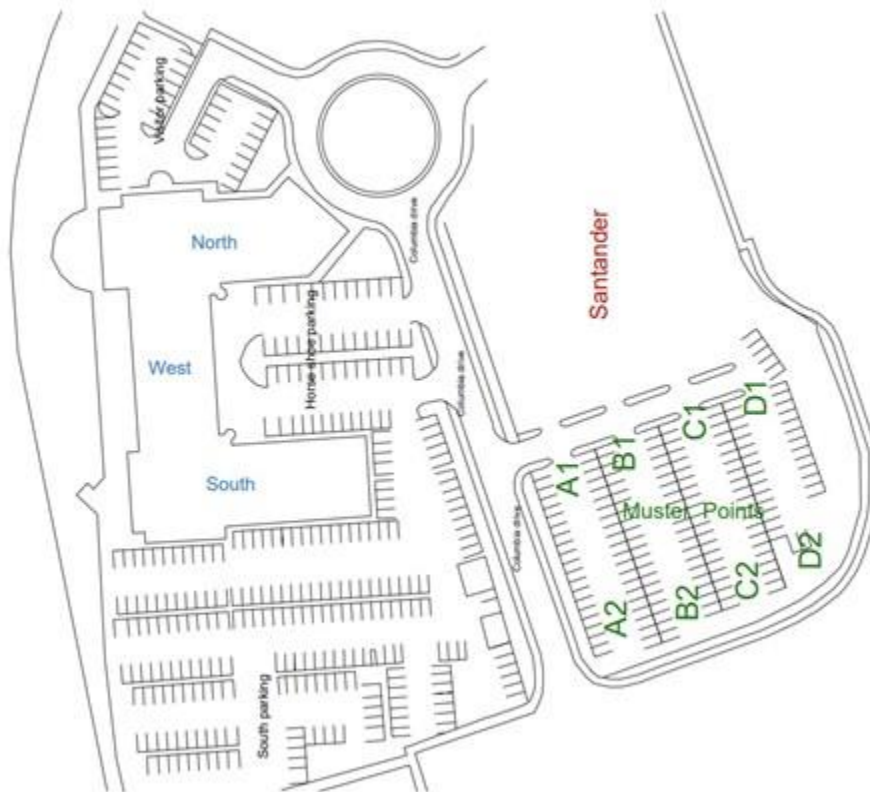 Visitor parking
North
Columbia drive
Santander
Horse shoe parking
West
Columbia drive
South
A1
B1
C1
D1
Muster Points
Columbia drive
A2
B2
C2
D2
South parking